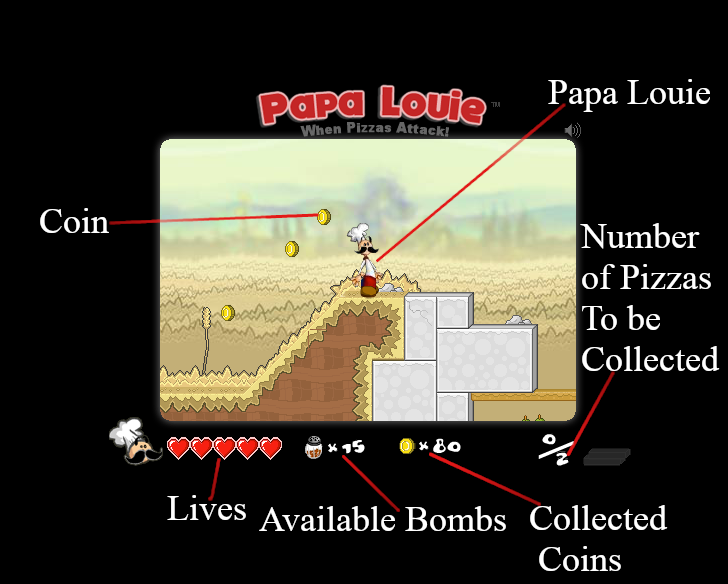 Papa Louie
Papa Louie ™
When Pizzas Attack!
Coin
Number
of Pizzas
To be
Collected
× 15
× 80
0/2
Lives
Available Bombs
Collected
Coins